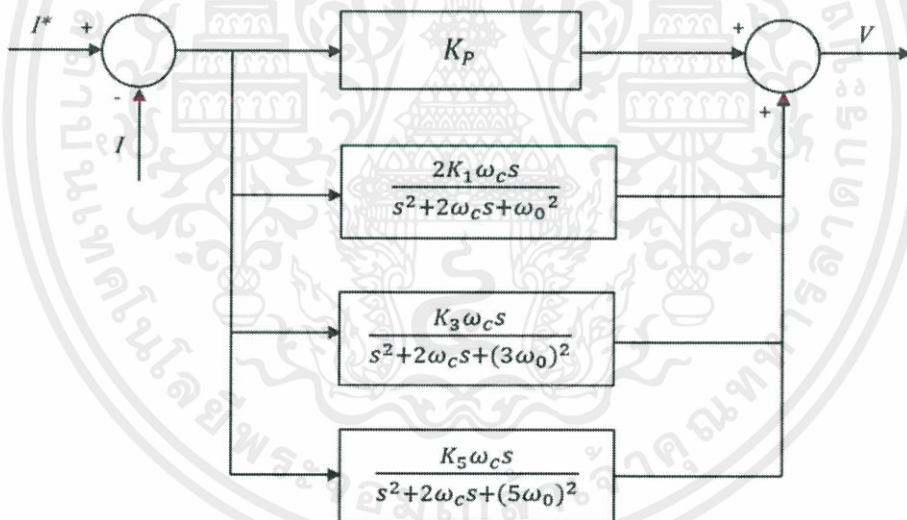 I* + K_P + V
- +
I
2K_1ω_c s
s^2+2ω_c s+ω_0^2
K_3ω_c s
s^2+2ω_c s+(3ω_0)^2
K_5ω_c s
s^2+2ω_c s+(5ω_0)^2